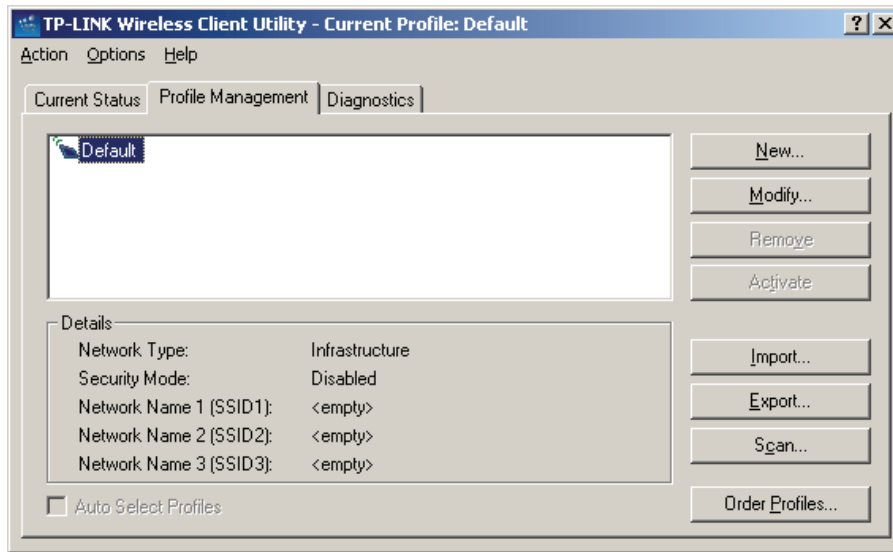 TP-LINK Wireless Client Utility - Current Profile: Default
Action Options Help
Current Status Profile Management Diagnostics
Default
New...
Modify...
Remove
Activate
Details
Network Type: Infrastructure
Security Mode: Disabled
Network Name 1 (SSID1): <empty>
Network Name 2 (SSID2): <empty>
Network Name 3 (SSID3): <empty>
Import...
Export...
Scan...
Auto Select Profiles
Order Profiles...